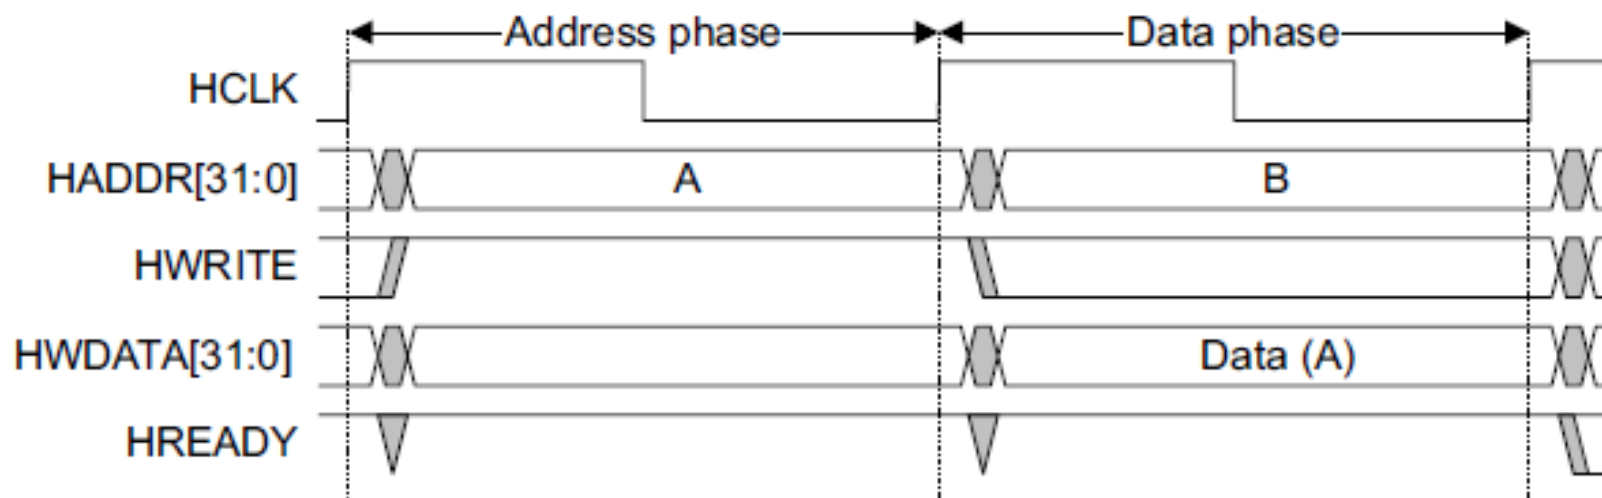 Address phase Data phase
HCLK
HADDR[31:0] A B
HWRITE
HWDATA[31:0] Data (A)
HREADY